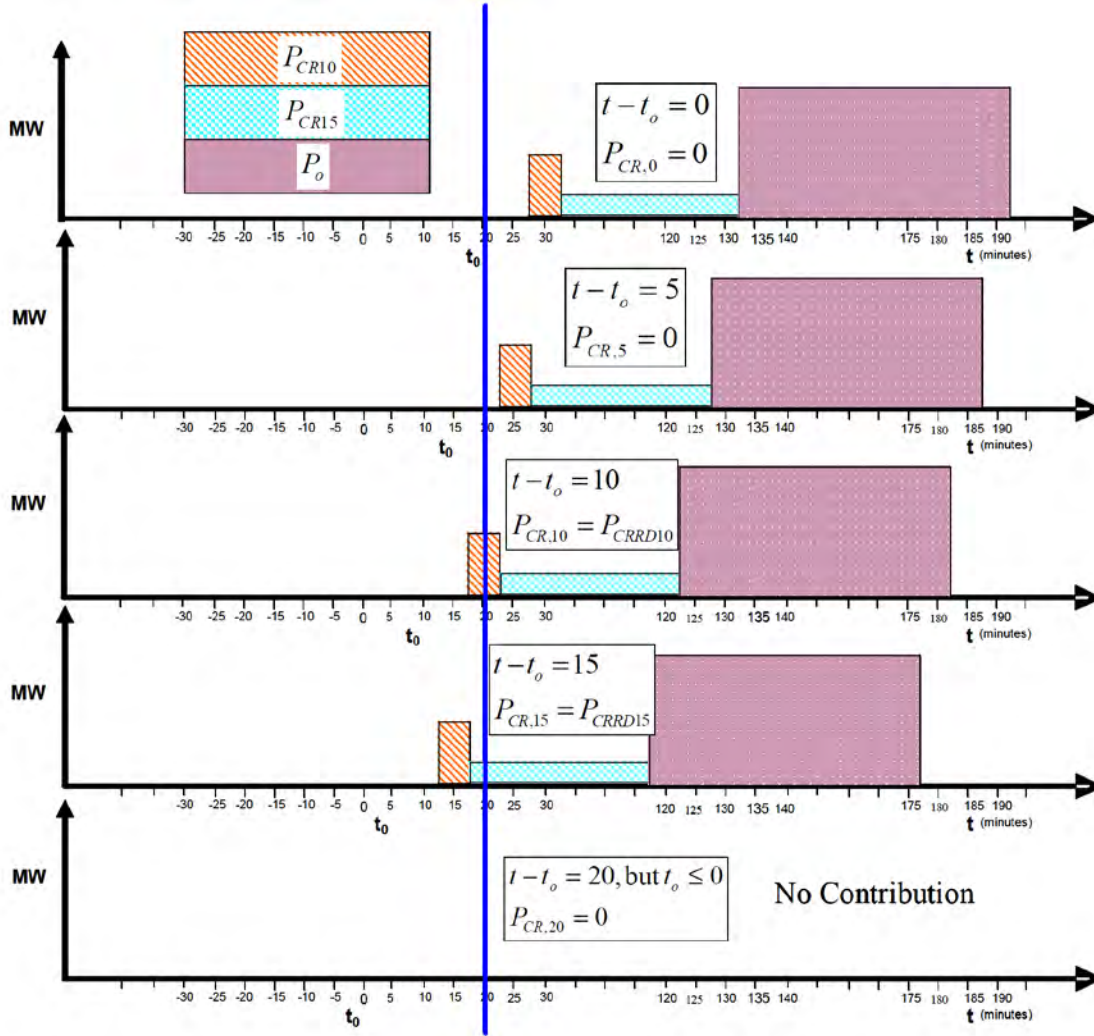 P_CR10
P_CR15
P_o
MW
t − t_o = 0
P_CR,0 = 0
-30 -25 -20 -15 -10 -5 0 5 10 15 20 25 30 120 125 130 135 140 175 180 185 190
t₀
t (minutes)
MW
t − t_o = 5
P_CR,5 = 0
-30 -25 -20 -15 -10 -5 0 5 10 15 20 25 30 120 125 130 135 140 175 180 185 190
t₀
t (minutes)
MW
t − t_o = 10
P_CR,10 = P_CRRD10
-30 -25 -20 -15 -10 -5 0 5 10 15 20 25 30 120 125 130 135 140 175 180 185 190
t₀
t (minutes)
MW
t − t_o = 15
P_CR,15 = P_CRRD15
-30 -25 -20 -15 -10 -5 0 5 10 15 20 25 30 120 125 130 135 140 175 180 185 190
t₀
t (minutes)
MW
t − t_o = 20, but t_o ≤ 0
P_CR,20 = 0
No Contribution
-30 -25 -20 -15 -10 -5 0 5 10 15 20 25 30 120 125 130 135 140 175 180 185 190
t₀
t (minutes)